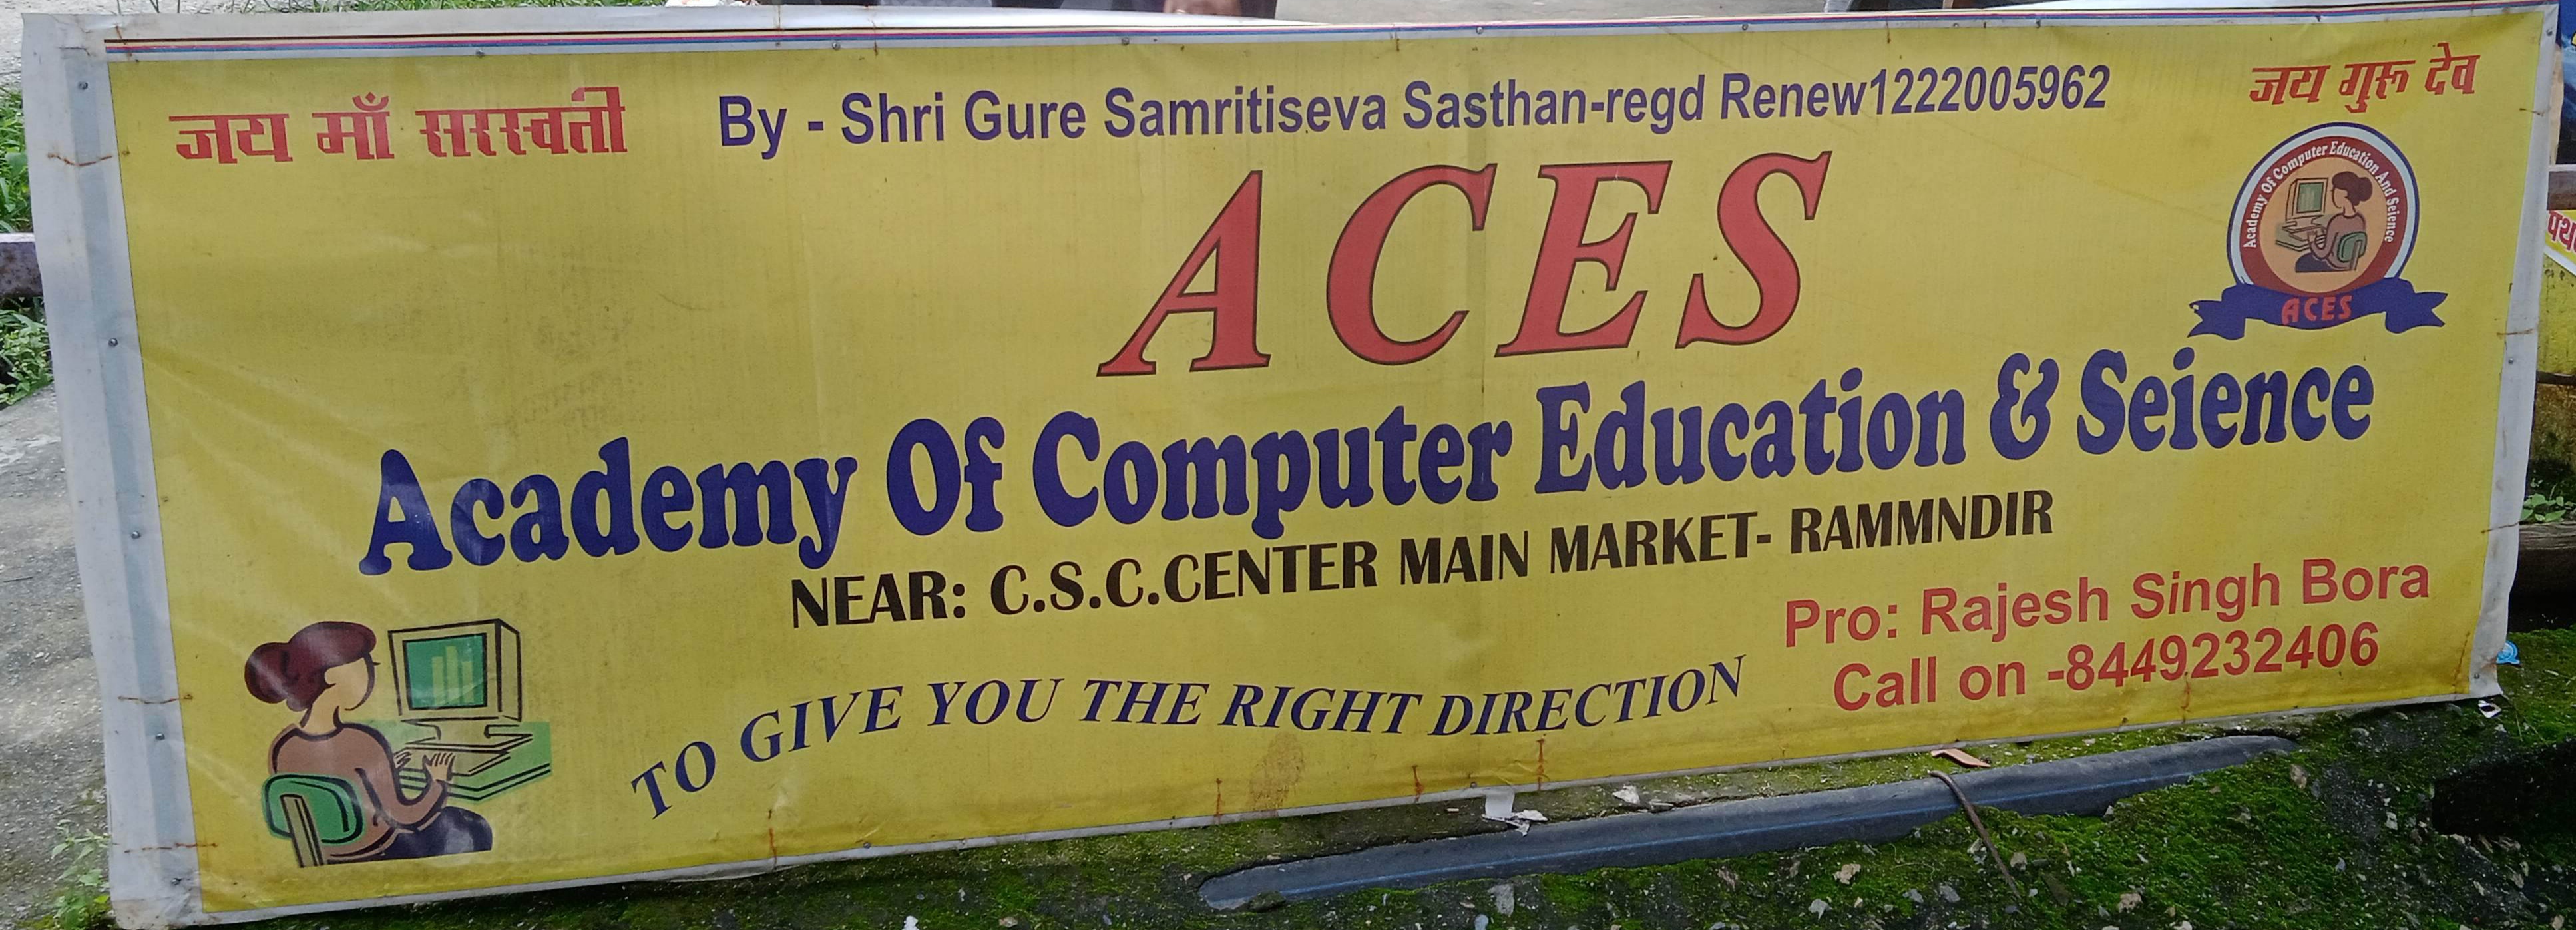 जय माँ सरस्वती
By - Shri Gure Samritiseva Sasthan-regd Renew1222005962
जय गुरू देव
ACES
Academy Of Computer Education And Seience
ACES
Academy Of Computer Education & Seience
NEAR: C.S.C.CENTER MAIN MARKET- RAMMNDIR
Pro: Rajesh Singh Bora
Call on -8449232406
TO GIVE YOU THE RIGHT DIRECTION